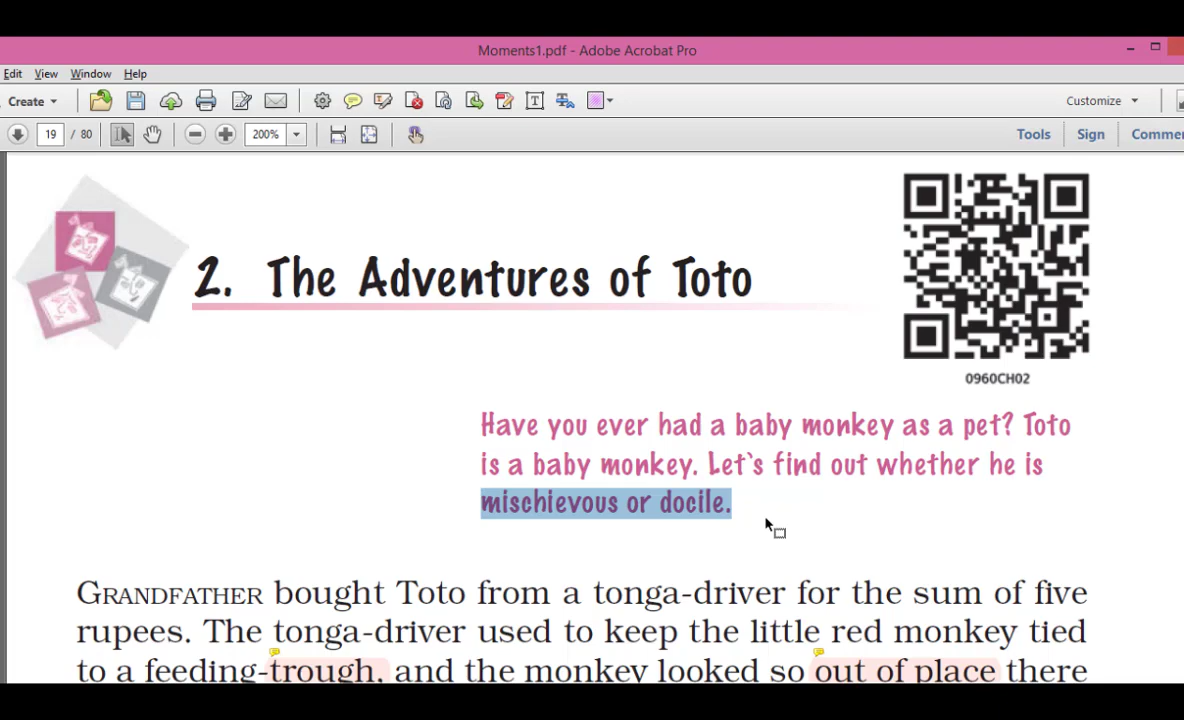 Moments1.pdf - Adobe Acrobat Pro
Edit View Window Help
Create Customize
19 / 80 200% Tools Sign Comme
2. The Adventures of Toto
0960CH02
Have you ever had a baby monkey as a pet? Toto
is a baby monkey. Let`s find out whether he is
mischievous or docile.
GRANDFATHER bought Toto from a tonga-driver for the sum of five
rupees. The tonga-driver used to keep the little red monkey tied
to a feeding-trough, and the monkey looked so out of place there